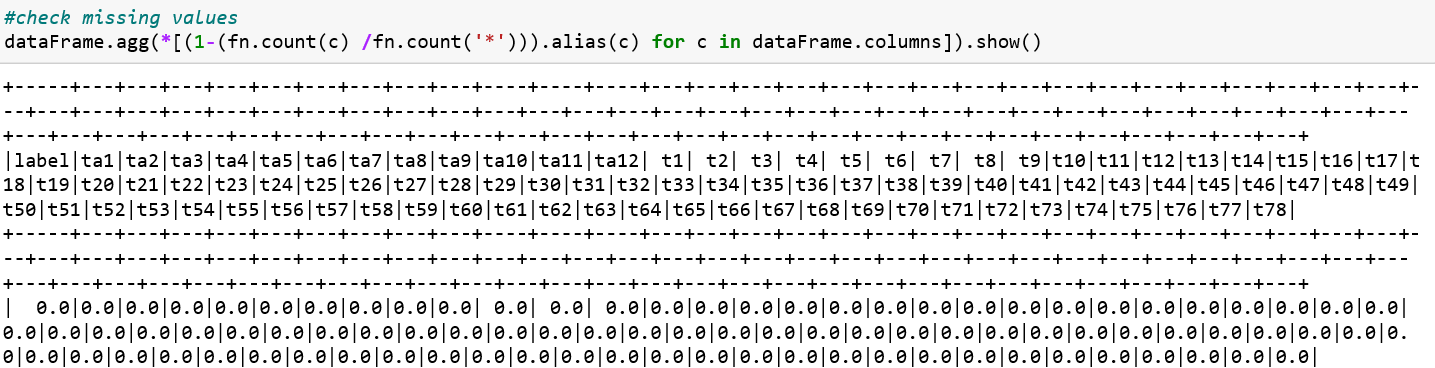 #check missing values
dataFrame.agg(*[(1-(fn.count(c) /fn.count('*'))).alias(c) for c in dataFrame.columns]).show()
+-----+---+---+---+---+---+---+---+---+---+----+----+----+---+---+---+---+---+---+---+---+---+---+---+---+---+---+---+---+---+-
--+---+---+---+---+---+---+---+---+---+---+---+---+---+---+---+---+---+---+---+---+---+---+---+---+---+---+---+---+---+---+---
+---+---+---+---+---+---+---+---+---+---+---+---+---+---+---+---+---+---+---+---+---+---+---+---+---+---+---+---+---+
|label|ta1|ta2|ta3|ta4|ta5|ta6|ta7|ta8|ta9|ta10|ta11|ta12| t1| t2| t3| t4| t5| t6| t7| t8| t9|t10|t11|t12|t13|t14|t15|t16|t17|t
18|t19|t20|t21|t22|t23|t24|t25|t26|t27|t28|t29|t30|t31|t32|t33|t34|t35|t36|t37|t38|t39|t40|t41|t42|t43|t44|t45|t46|t47|t48|t49|
t50|t51|t52|t53|t54|t55|t56|t57|t58|t59|t60|t61|t62|t63|t64|t65|t66|t67|t68|t69|t70|t71|t72|t73|t74|t75|t76|t77|t78|
+-----+---+---+---+---+---+---+---+---+---+----+----+----+---+---+---+---+---+---+---+---+---+---+---+---+---+---+---+---+---+-
--+---+---+---+---+---+---+---+---+---+---+---+---+---+---+---+---+---+---+---+---+---+---+---+---+---+---+---+---+---+---+---
+---+---+---+---+---+---+---+---+---+---+---+---+---+---+---+---+---+---+---+---+---+---+---+---+---+---+---+---+---+
|  0.0|0.0|0.0|0.0|0.0|0.0|0.0|0.0|0.0|0.0| 0.0| 0.0| 0.0|0.0|0.0|0.0|0.0|0.0|0.0|0.0|0.0|0.0|0.0|0.0|0.0|0.0|0.0|0.0|0.0|0.0|
0.0|0.0|0.0|0.0|0.0|0.0|0.0|0.0|0.0|0.0|0.0|0.0|0.0|0.0|0.0|0.0|0.0|0.0|0.0|0.0|0.0|0.0|0.0|0.0|0.0|0.0|0.0|0.0|0.0|0.0|0.0|0.
0|0.0|0.0|0.0|0.0|0.0|0.0|0.0|0.0|0.0|0.0|0.0|0.0|0.0|0.0|0.0|0.0|0.0|0.0|0.0|0.0|0.0|0.0|0.0|0.0|0.0|0.0|0.0|0.0|0.0|